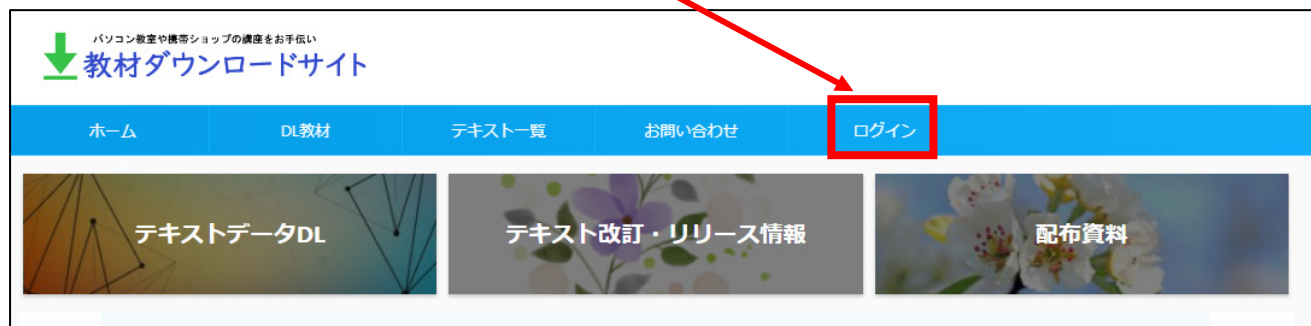 パソコン教室や携帯ショップの講座をお手伝い
教材ダウンロードサイト
ホーム DL教材 テキスト一覧 お問い合わせ ログイン
テキストデータDL テキスト改訂・リリース情報 配布資料